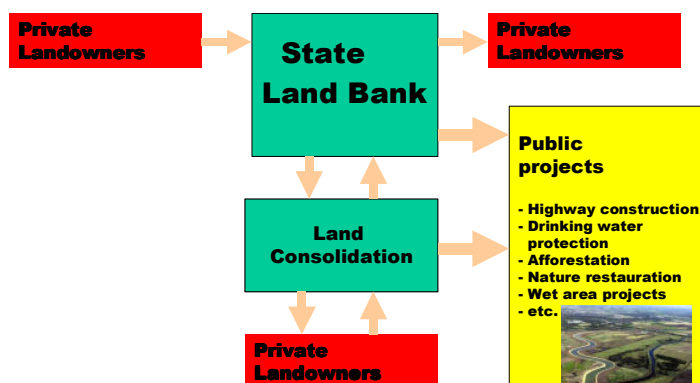 Private
Landowners
State
Land Bank
Private
Landowners
Public
projects
- Highway construction
- Drinking water
protection
- Afforestation
- Nature restauration
- Wet area projects
- etc.
Land
Consolidation
Private
Landowners